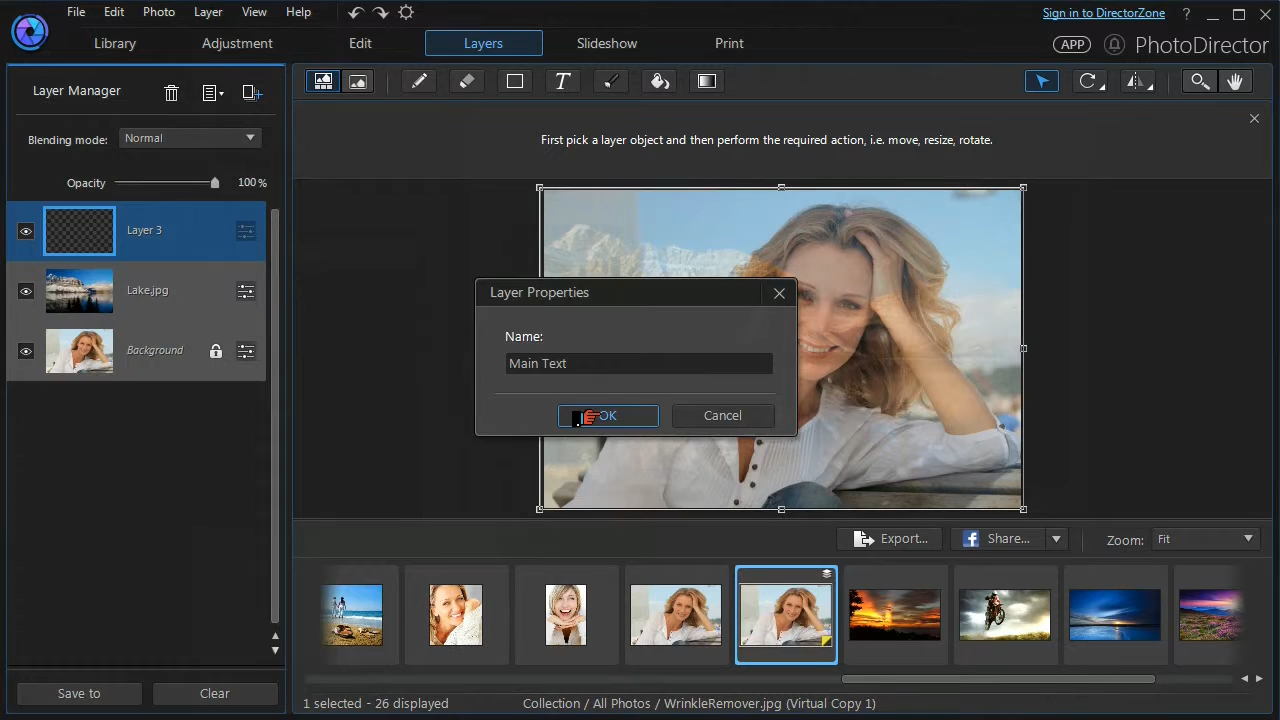 File Edit Photo Layer View Help
Sign in to DirectorZone ?
Library Adjustment Edit Layers Slideshow Print
APP PhotoDirector
Layer Manager
T
First pick a layer object and then perform the required action, i.e. move, resize, rotate.
Blending mode: Normal
Opacity 100 %
Layer 3
Lake.jpg
Background
Layer Properties
Name:
Main Text
OK Cancel
Export... f Share... Zoom: Fit
Save to Clear
1 selected - 26 displayed Collection / All Photos / WrinkleRemover.jpg (Virtual Copy 1)